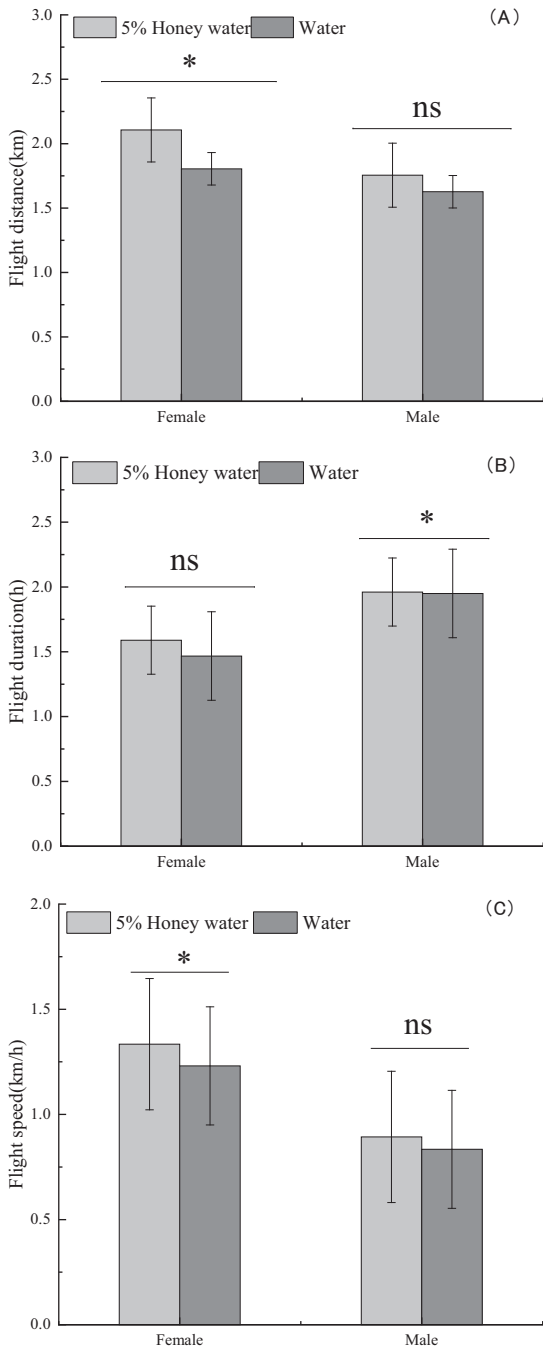 (A)
5% Honey water Water
3.0
2.5
2.0
1.5
1.0
0.5
0.0
Flight distance(km)
*
ns
Female Male
(B)
5% Honey water Water
3.0
2.5
2.0
1.5
1.0
0.5
0.0
Flight duration(h)
ns
*
Female Male
(C)
5% Honey water Water
2.0
1.5
1.0
0.5
0.0
Flight speed(km/h)
*
ns
Female Male